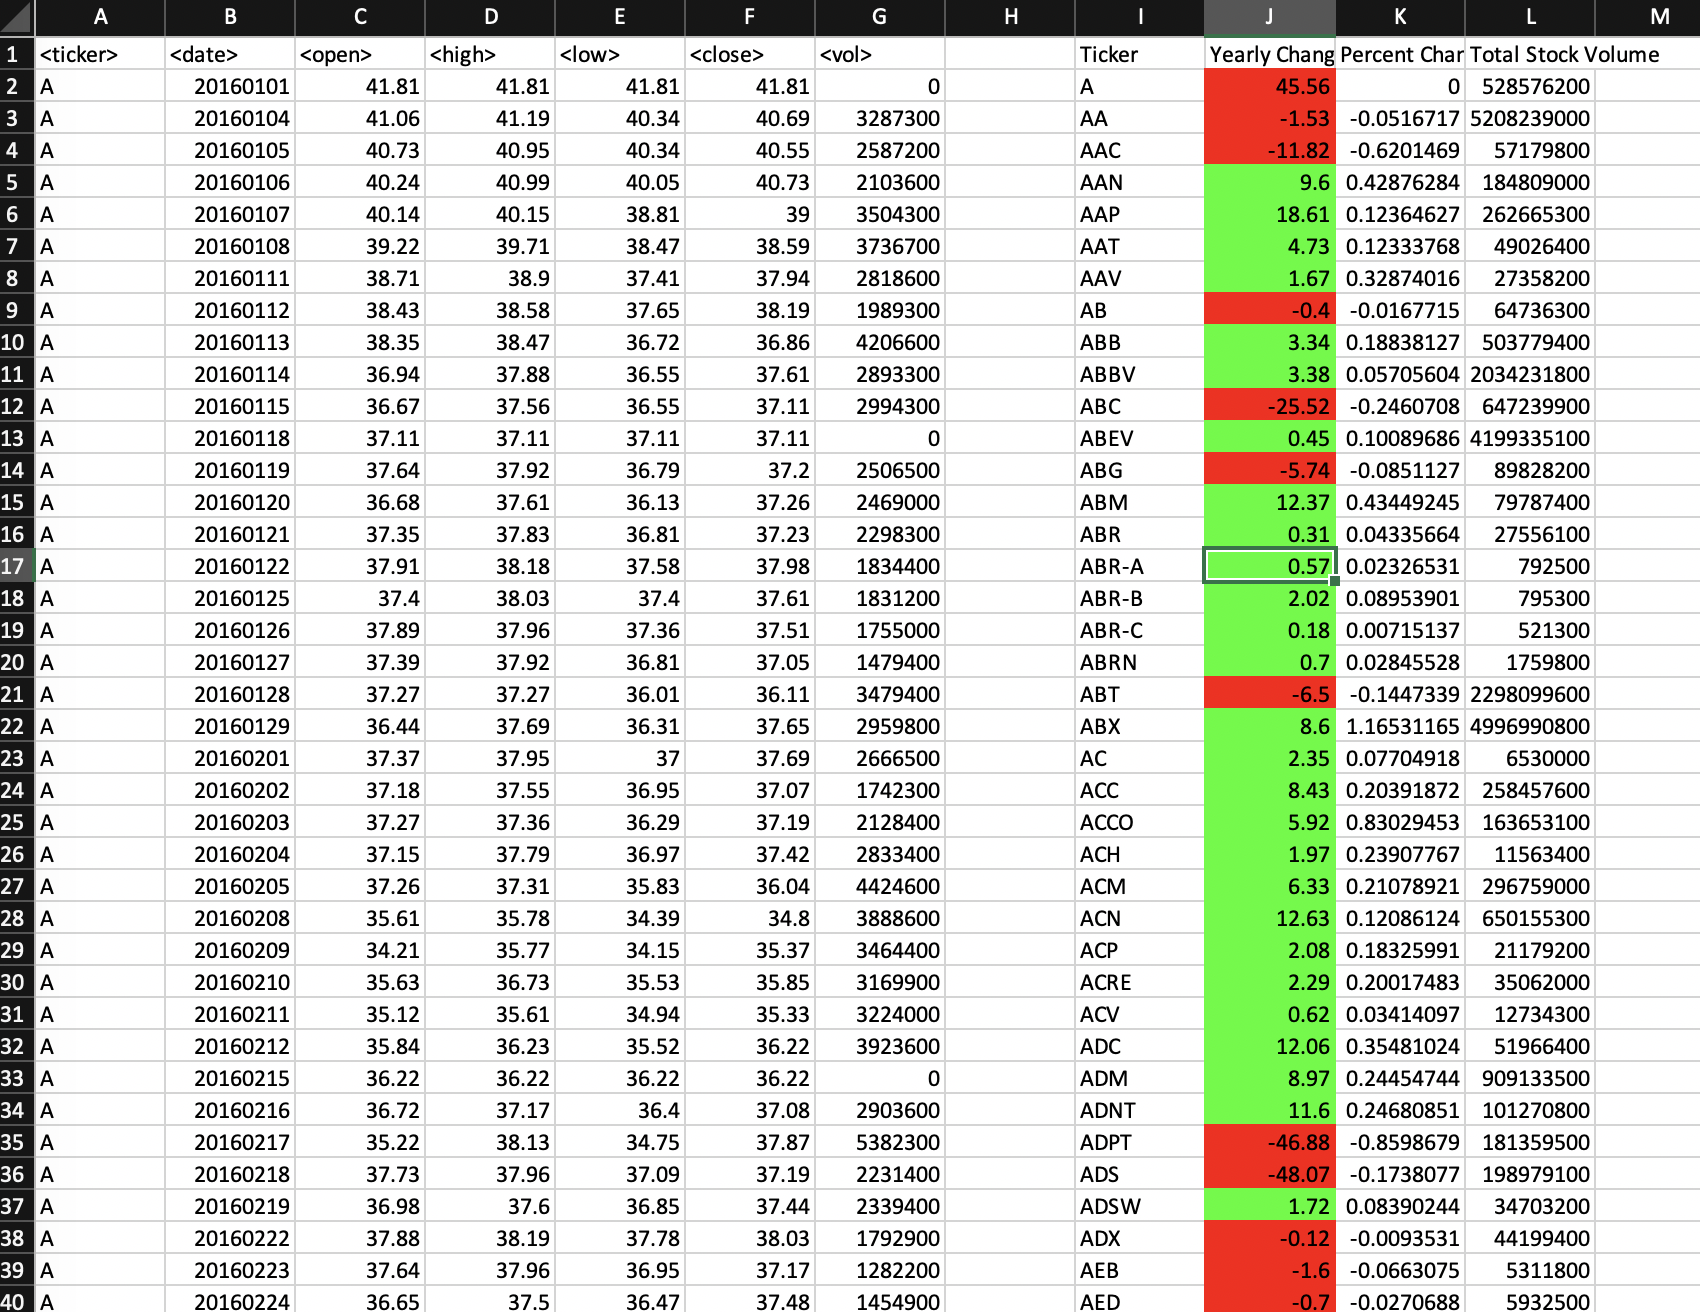 A B C D E F G H I J K L M
1 <ticker> <date> <open> <high> <low> <close> <vol> Ticker Yearly Chang Percent Char Total Stock Volume
2 A 20160101 41.81 41.81 41.81 41.81 0 A 45.56 0 528576200
3 A 20160104 41.06 41.19 40.34 40.69 3287300 AA -1.53 -0.0516717 5208239000
4 A 20160105 40.73 40.95 40.34 40.55 2587200 AAC -11.82 -0.6201469 57179800
5 A 20160106 40.24 40.99 40.05 40.73 2103600 AAN 9.6 0.42876284 184809000
6 A 20160107 40.14 40.15 38.81 39 3504300 AAP 18.61 0.12364627 262665300
7 A 20160108 39.22 39.71 38.47 38.59 3736700 AAT 4.73 0.12333768 49026400
8 A 20160111 38.71 38.9 37.41 37.94 2818600 AAV 1.67 0.32874016 27358200
9 A 20160112 38.43 38.58 37.65 38.19 1989300 AB -0.4 -0.0167715 64736300
10 A 20160113 38.35 38.47 36.72 36.86 4206600 ABB 3.34 0.18838127 503779400
11 A 20160114 36.94 37.88 36.55 37.61 2893300 ABBV 3.38 0.05705604 2034231800
12 A 20160115 36.67 37.56 36.55 37.11 2994300 ABC -25.52 -0.2460708 647239900
13 A 20160118 37.11 37.11 37.11 37.11 0 ABEV 0.45 0.10089686 4199335100
14 A 20160119 37.64 37.92 36.79 37.2 2506500 ABG -5.74 -0.0851127 89828200
15 A 20160120 36.68 37.61 36.13 37.26 2469000 ABM 12.37 0.43449245 79787400
16 A 20160121 37.35 37.83 36.81 37.23 2298300 ABR 0.31 0.04335664 27556100
17 A 20160122 37.91 38.18 37.58 37.98 1834400 ABR-A 0.57 0.02326531 792500
18 A 20160125 37.4 38.03 37.4 37.61 1831200 ABR-B 2.02 0.08953901 795300
19 A 20160126 37.89 37.96 37.36 37.51 1755000 ABR-C 0.18 0.00715137 521300
20 A 20160127 37.39 37.92 36.81 37.05 1479400 ABRN 0.7 0.02845528 1759800
21 A 20160128 37.27 37.27 36.01 36.11 3479400 ABT -6.5 -0.1447339 2298099600
22 A 20160129 36.44 37.69 36.31 37.65 2959800 ABX 8.6 1.16531165 4996990800
23 A 20160201 37.37 37.95 37 37.69 2666500 AC 2.35 0.07704918 6530000
24 A 20160202 37.18 37.55 36.95 37.07 1742300 ACC 8.43 0.20391872 258457600
25 A 20160203 37.27 37.36 36.29 37.19 2128400 ACCO 5.92 0.83029453 163653100
26 A 20160204 37.15 37.79 36.97 37.42 2833400 ACH 1.97 0.23907767 11563400
27 A 20160205 37.26 37.31 35.83 36.04 4424600 ACM 6.33 0.21078921 296759000
28 A 20160208 35.61 35.78 34.39 34.8 3888600 ACN 12.63 0.12086124 650155300
29 A 20160209 34.21 35.77 34.15 35.37 3464400 ACP 2.08 0.18325991 21179200
30 A 20160210 35.63 36.73 35.53 35.85 3169900 ACRE 2.29 0.20017483 35062000
31 A 20160211 35.12 35.61 34.94 35.33 3224000 ACV 0.62 0.03414097 12734300
32 A 20160212 35.84 36.23 35.52 36.22 3923600 ADC 12.06 0.35481024 51966400
33 A 20160215 36.22 36.22 36.22 36.22 0 ADM 8.97 0.24454744 909133500
34 A 20160216 36.72 37.17 36.4 37.08 2903600 ADNT 11.6 0.24680851 101270800
35 A 20160217 35.22 38.13 34.75 37.87 5382300 ADPT -46.88 -0.8598679 181359500
36 A 20160218 37.73 37.96 37.09 37.19 2231400 ADS -48.07 -0.1738077 198979100
37 A 20160219 36.98 37.6 36.85 37.44 2339400 ADSW 1.72 0.08390244 34703200
38 A 20160222 37.88 38.19 37.78 38.03 1792900 ADX -0.12 -0.0093531 44199400
39 A 20160223 37.64 37.96 36.95 37.17 1282200 AEB -1.6 -0.0663075 5311800
40 A 20160224 36.65 37.5 36.47 37.48 1454900 AED -0.7 -0.0270688 5932500